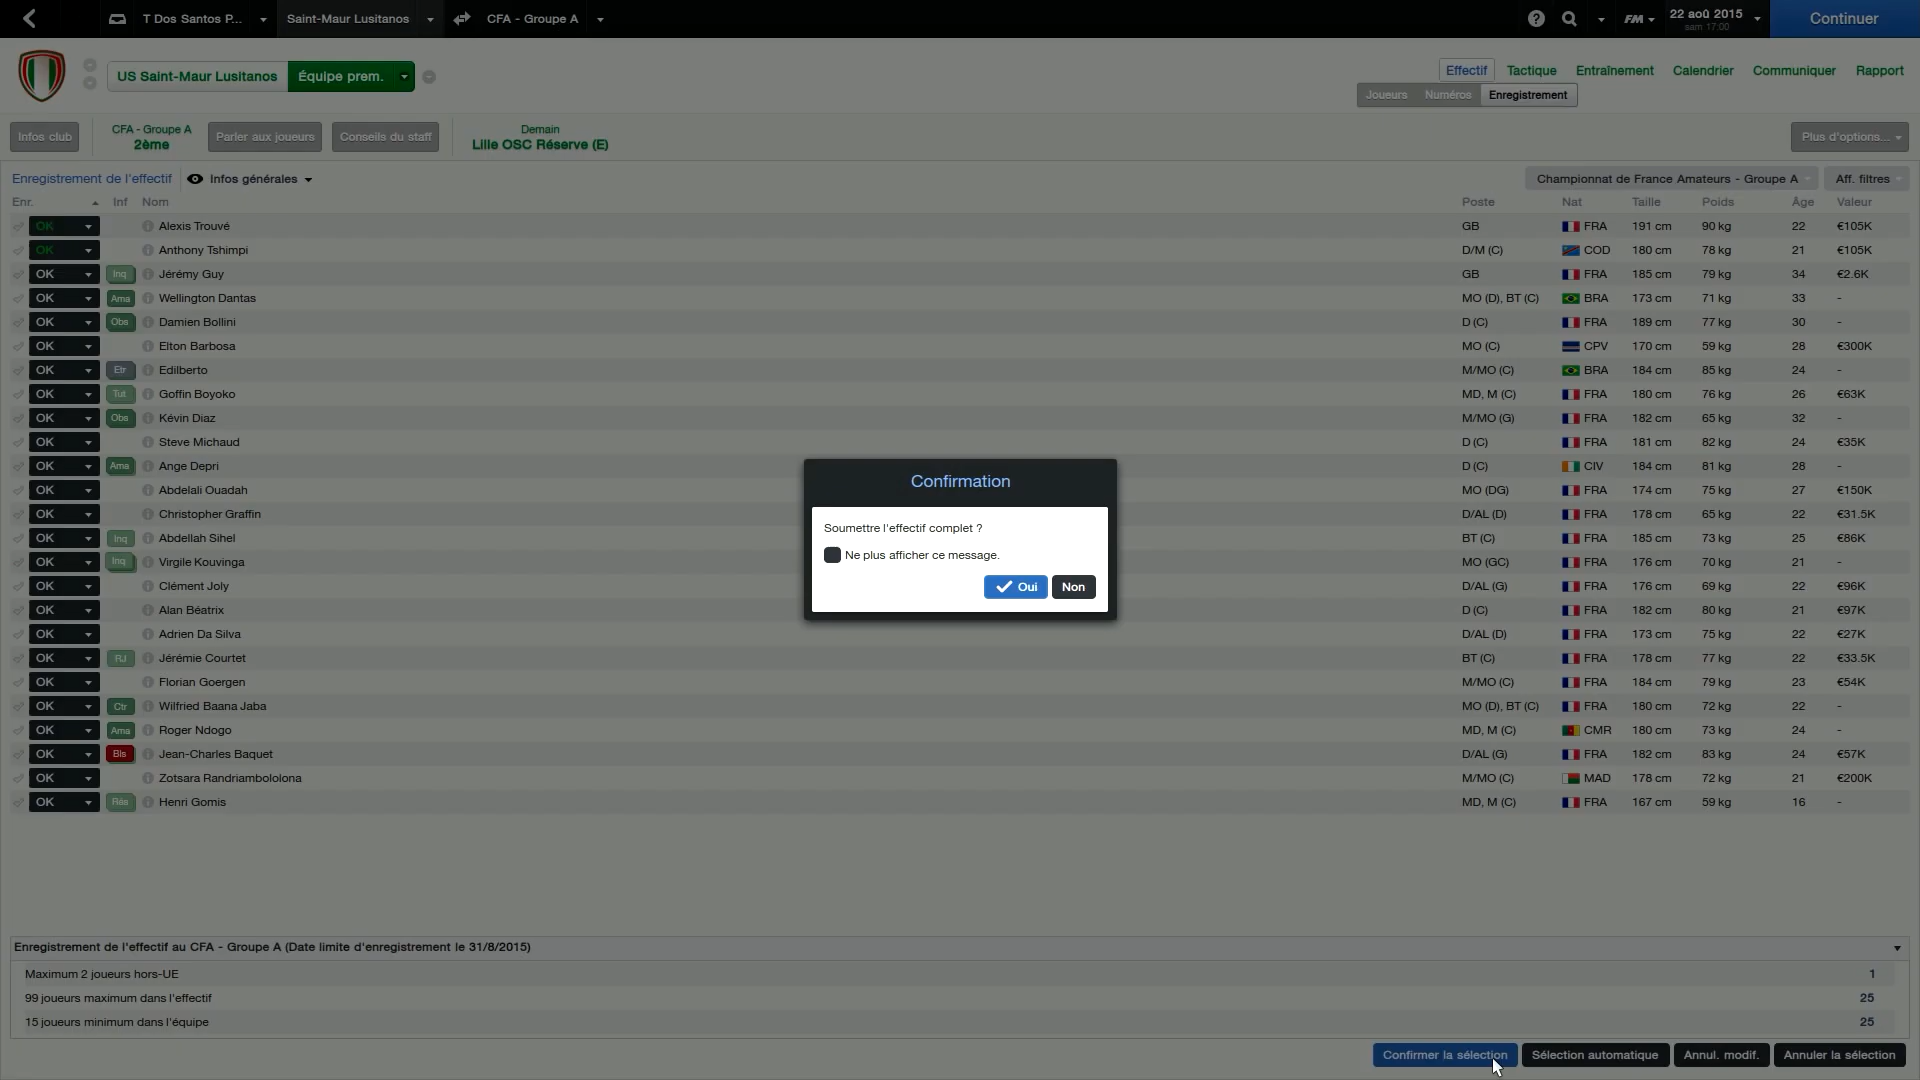 T Dos Santos P... Saint-Maur Lusitanos CFA - Groupe A ? FM 22 aoû 2015 sam 17:00 Continuer
US Saint-Maur Lusitanos Équipe prem. Effectif Tactique Entraînement Calendrier Communiquer Rapport
Joueurs Numéros Enregistrement
Infos club CFA - Groupe A 2ème Parler aux joueurs Conseils du staff Demain Lille OSC Réserve (E) Plus d'options...
Enregistrement de l'effectif Infos générales Championnat de France Amateurs - Groupe A Aff. filtres
Enr. Inf Nom Poste Nat Taille Poids Âge Valeur
OK Alexis Trouvé GB FRA 191 cm 90 kg 22 €105K
OK Anthony Tshimpi D/M (C) COD 180 cm 78 kg 21 €105K
OK Inq Jérémy Guy GB FRA 185 cm 79 kg 34 €2.6K
OK Ama Wellington Dantas MO (D), BT (C) BRA 173 cm 71 kg 33 -
OK Obs Damien Bollini D (C) FRA 189 cm 77 kg 30 -
OK Elton Barbosa MO (C) CPV 170 cm 59 kg 28 €300K
OK Etr Edilberto M/MO (C) BRA 184 cm 85 kg 24 -
OK Tut Goffin Boyoko MD, M (C) FRA 180 cm 76 kg 26 €63K
OK Obs Kévin Diaz M/MO (G) FRA 182 cm 65 kg 32 -
OK Steve Michaud D (C) FRA 181 cm 82 kg 24 €35K
OK Ama Ange Depri D (C) CIV 184 cm 81 kg 28 -
OK Abdelali Ouadah MO (DG) FRA 174 cm 75 kg 27 €150K
OK Christopher Graffin D/AL (D) FRA 178 cm 65 kg 22 €31.5K
OK Inq Abdellah Sihel BT (C) FRA 185 cm 73 kg 25 €86K
OK Inq Virgile Kouvinga MO (GC) FRA 176 cm 70 kg 21 -
OK Clément Joly D/AL (G) FRA 176 cm 69 kg 22 €96K
OK Alan Béatrix D (C) FRA 182 cm 80 kg 21 €97K
OK Adrien Da Silva D/AL (D) FRA 173 cm 75 kg 22 €27K
OK RJ Jérémie Courtet BT (C) FRA 178 cm 77 kg 22 €33.5K
OK Florian Goergen M/MO (C) FRA 184 cm 79 kg 23 €54K
OK Ctr Wilfried Baana Jaba MO (D), BT (C) FRA 180 cm 72 kg 22 -
OK Ama Roger Ndogo MD, M (C) CMR 180 cm 73 kg 24 -
OK Bls Jean-Charles Baquet D/AL (G) FRA 182 cm 83 kg 24 €57K
OK Zotsara Randriambololona M/MO (C) MAD 178 cm 72 kg 21 €200K
OK Rés Henri Gomis MD, M (C) FRA 167 cm 59 kg 16 -
Confirmation
Soumettre l'effectif complet ?
Ne plus afficher ce message.
Oui Non
Enregistrement de l'effectif au CFA - Groupe A (Date limite d'enregistrement le 31/8/2015)
Maximum 2 joueurs hors-UE 1
99 joueurs maximum dans l'effectif 25
15 joueurs minimum dans l'équipe 25
Confirmer la sélection Sélection automatique Annul. modif. Annuler la sélection